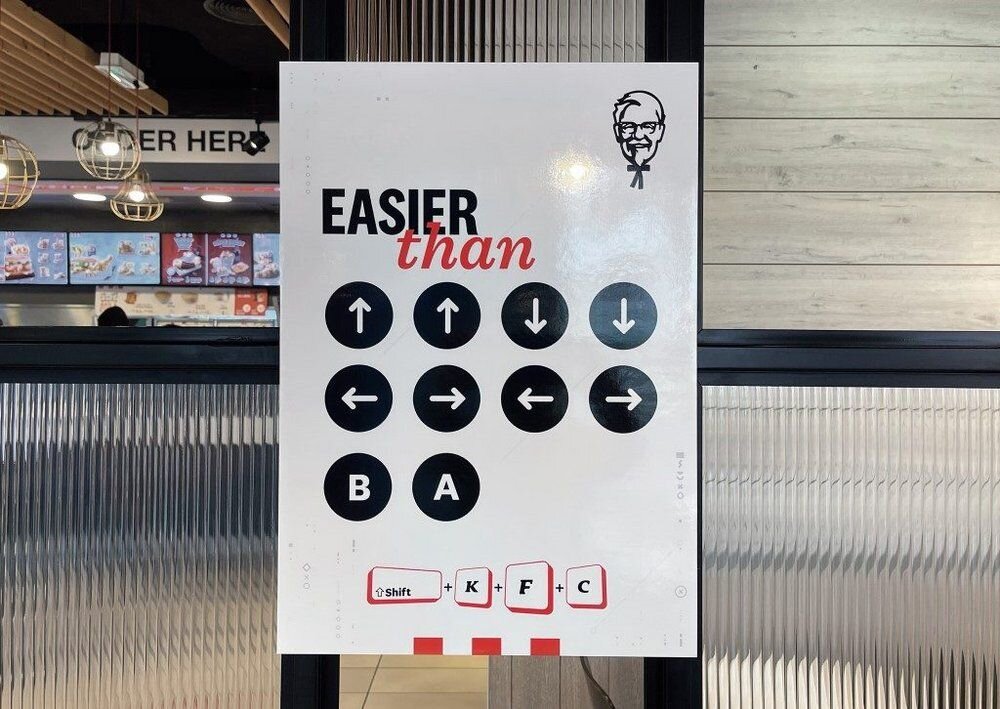 ORDER HERE
EASIER
than
↑ ↑ ↓ ↓
← → ← →
B A
⇧Shift + K + F + C